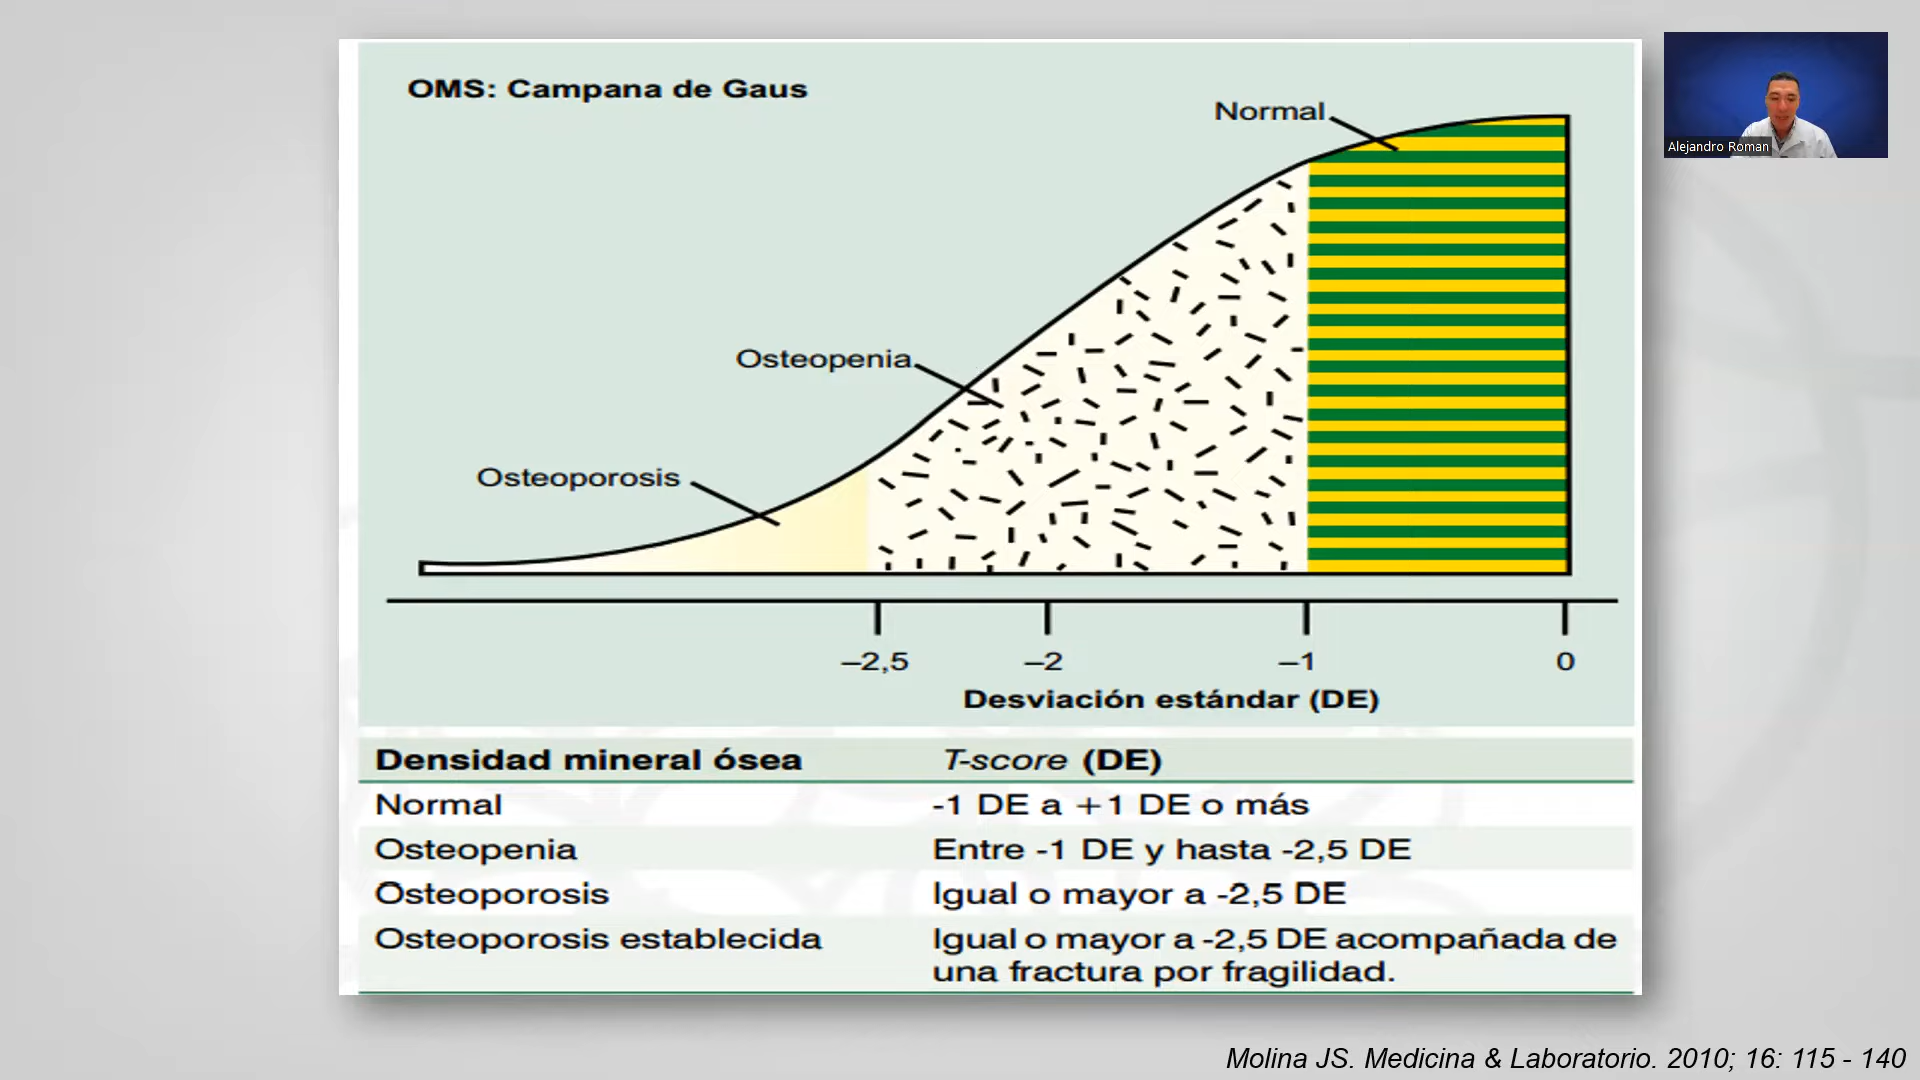 OMS: Campana de Gaus
Normal
Alejandro Roman
Osteopenia
Osteoporosis
–2,5 –2 –1 0
Desviación estándar (DE)
Densidad mineral ósea T-score (DE)
Normal -1 DE a +1 DE o más
Osteopenia Entre -1 DE y hasta -2,5 DE
Osteoporosis Igual o mayor a -2,5 DE
Osteoporosis establecida Igual o mayor a -2,5 DE acompañada de
una fractura por fragilidad.
Molina JS. Medicina & Laboratorio. 2010; 16: 115 - 140